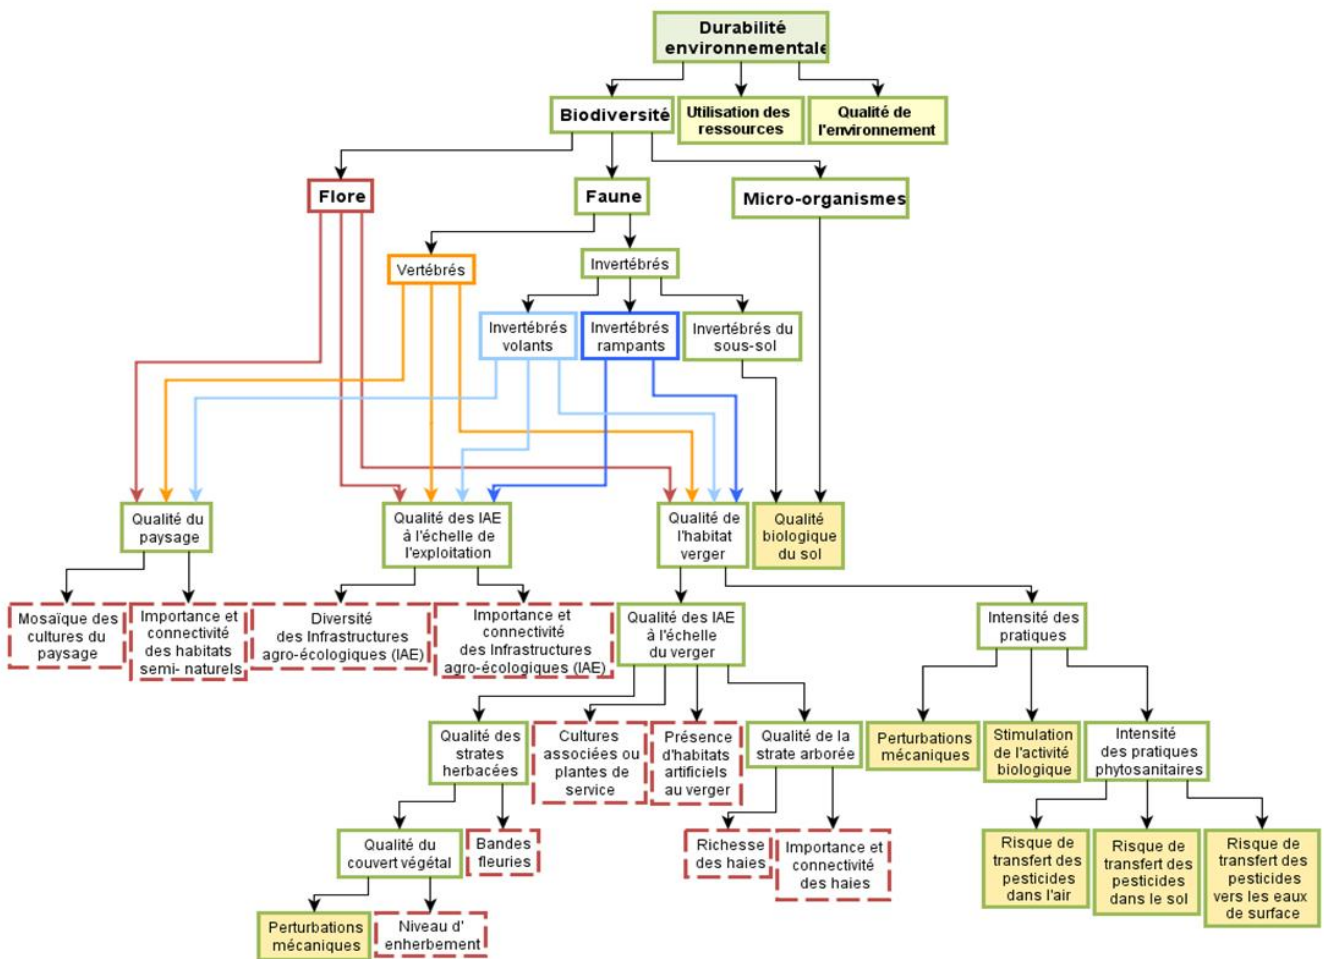 Durabilité
environnementale
Biodiversité
Utilisation des
ressources
Qualité de
l'environnement
Flore
Faune
Micro-organismes
Vertébrés
Invertébrés
Invertébrés
volants
Invertébrés
rampants
Invertébrés du
sous-sol
Qualité du
paysage
Qualité des IAE
à l'échelle de
l'exploitation
Qualité de
l'habitat
verger
Qualité
biologique
du sol
Mosaïque des
cultures du
paysage
Importance et
connectivité
des habitats
semi- naturels
Diversité
des Infrastructures
agro-écologiques (IAE)
Importance et
connectivité
des Infrastructures
agro-écologiques (IAE)
Qualité des IAE
à l'échelle
du verger
Intensité des
pratiques
Qualité des
strates
herbacées
Cultures
associées ou
plantes de
service
Présence
d'habitats
artificiels
au verger
Qualité de la
strate arborée
Perturbations
mécaniques
Stimulation
de l'activité
biologique
Intensité
des pratiques
phytosanitaires
Qualité du
couvert végétal
Bandes
fleuries
Richesse
des haies
Importance et
connectivité
des haies
Risque de
transfert des
pesticides
dans l'air
Risque de
transfert des
pesticides
dans le sol
Risque de
transfert des
pesticides
vers les eaux
de surface
Perturbations
mécaniques
Niveau d'
enherbement